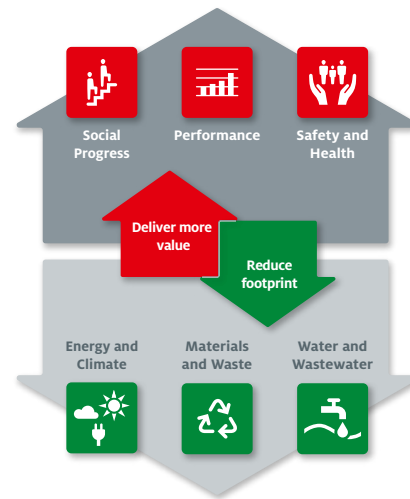 Social
Progress
Performance
Safety and
Health
Deliver more
value
Reduce
footprint
Energy and
Climate
Materials
and Waste
Water and
Wastewater